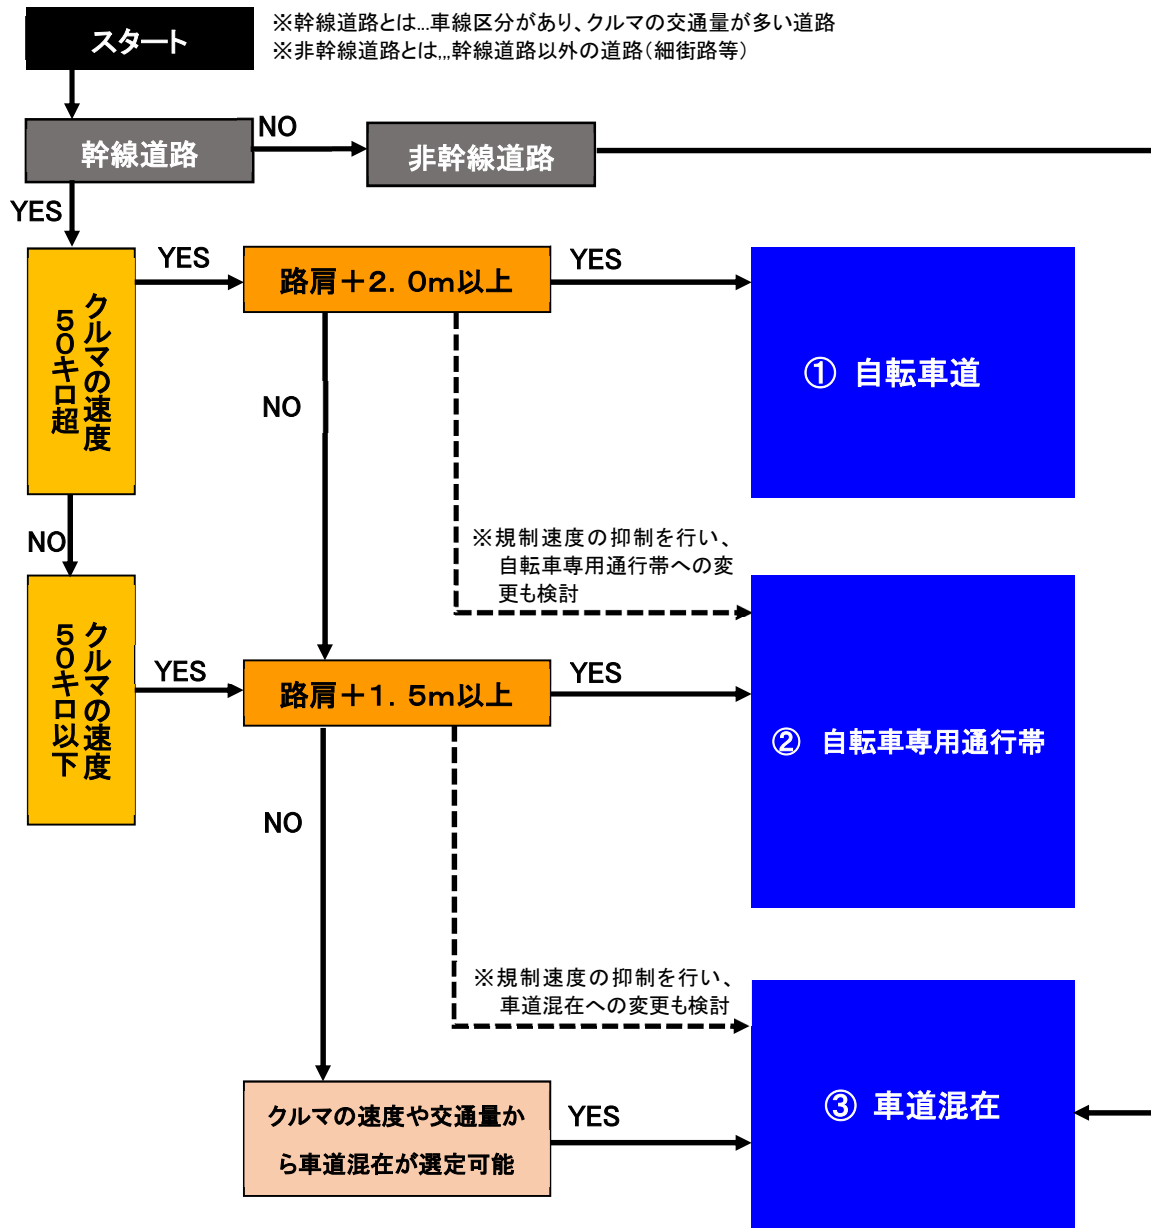 スタート
※幹線道路とは...車線区分があり、クルマの交通量が多い道路
※非幹線道路とは,,,幹線道路以外の道路(細街路等)
幹線道路
NO
非幹線道路
YES
クルマの速度
50キロ超
YES
路肩+2.0m以上
YES
① 自転車道
NO
NO
※規制速度の抑制を行い、
自転車専用通行帯への変
更も検討
クルマの速度
50キロ以下
YES
路肩+1.5m以上
YES
② 自転車専用通行帯
NO
※規制速度の抑制を行い、
車道混在への変更も検討
クルマの速度や交通量か
ら車道混在が選定可能
YES
③ 車道混在